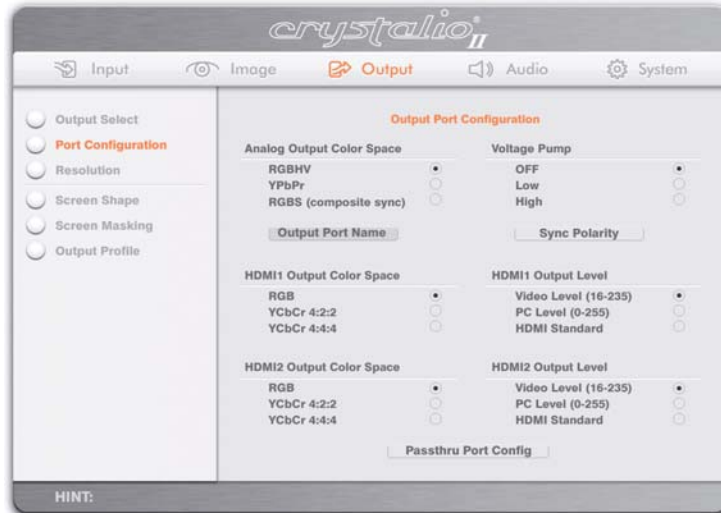 crystalio II
Input Image Output Audio System
Output Select
Port Configuration
Resolution
Screen Shape
Screen Masking
Output Profile
Output Port Configuration
Analog Output Color Space
RGBHV
YPbPr
RGBS (composite sync)
Output Port Name
Voltage Pump
OFF
Low
High
Sync Polarity
HDMI1 Output Color Space
RGB
YCbCr 4:2:2
YCbCr 4:4:4
HDMI1 Output Level
Video Level (16-235)
PC Level (0-255)
HDMI Standard
HDMI2 Output Color Space
RGB
YCbCr 4:2:2
YCbCr 4:4:4
HDMI2 Output Level
Video Level (16-235)
PC Level (0-255)
HDMI Standard
Passthru Port Config
HINT: